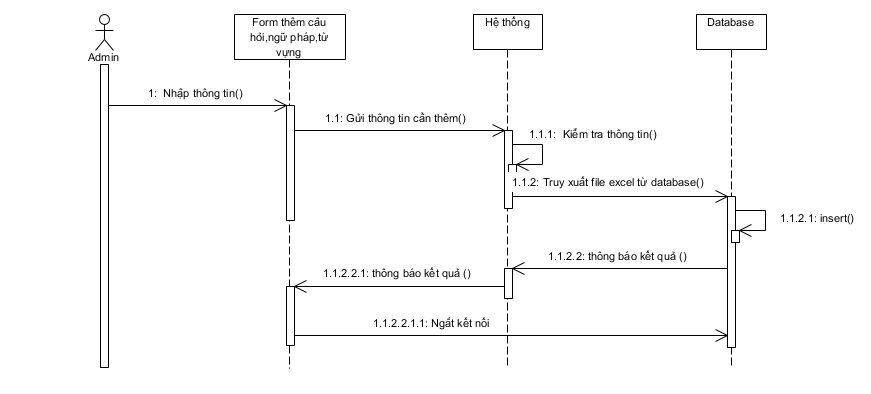 Form thêm câu
hỏi,ngữ pháp,từ
vựng
Hệ thống
Database
Admin
1: Nhập thông tin()
1.1: Gửi thông tin cần thêm()
1.1.1: Kiểm tra thông tin()
1.1.2: Truy xuất file excel từ database()
1.1.2.1: insert()
1.1.2.2: thông báo kết quả ()
1.1.2.2.1: thông báo kết quả ()
1.1.2.2.1.1: Ngắt kết nối